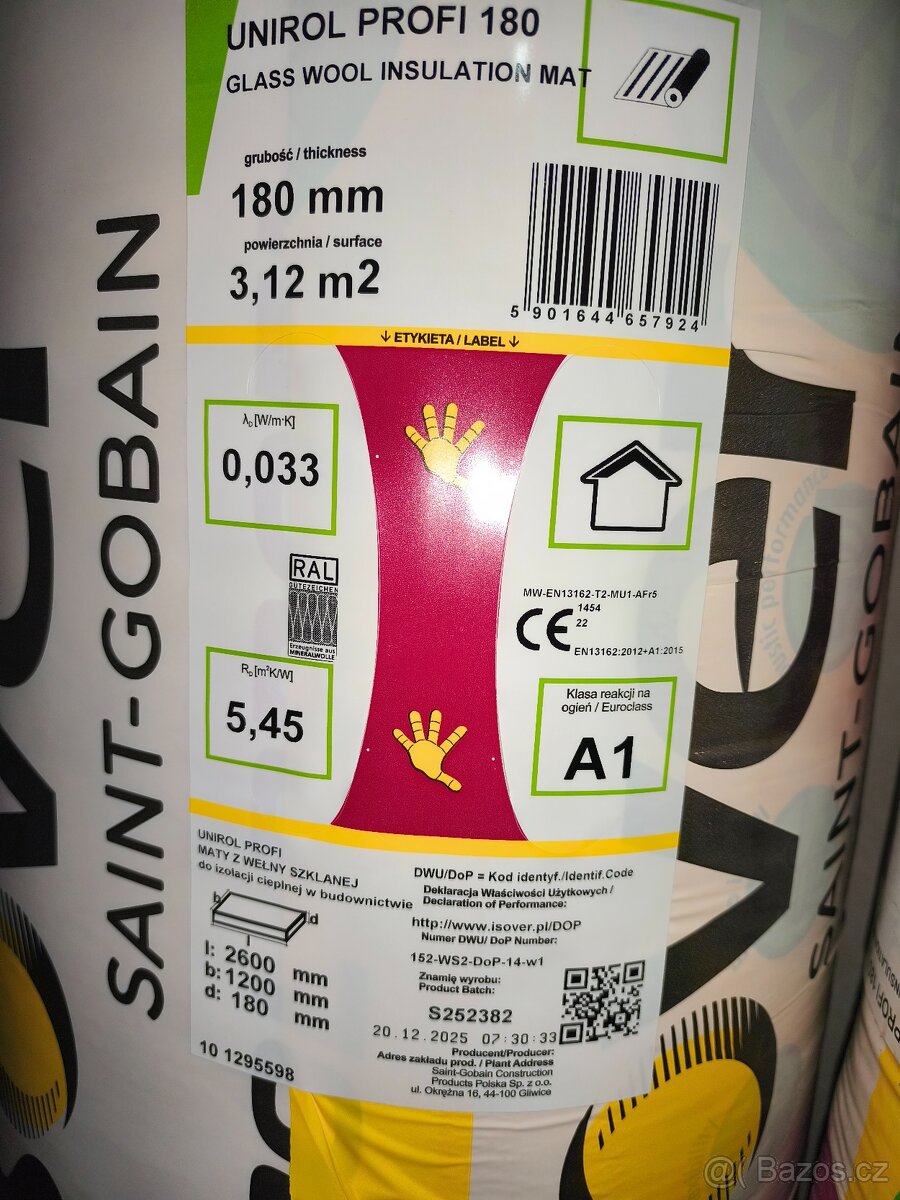 UNIROL PROFI 180
GLASS WOOL INSULATION MAT
grubość / thickness
180 mm
powierzchnia / surface
3,12 m2
5 901644 657924
ETYKIETA / LABEL
λD [W/m·K]
0,033
RAL
GÜTEZEICHEN
Erzeugnisse aus
MINERALWOLLE
MW-EN13162-T2-MU1-AFr5
CE
1454
22
EN13162:2012+A1:2015
RD [m²K/W]
5,45
Klasa reakcji na
ogień / Euroclass
A1
UNIROL PROFI
MATY Z WEŁNY SZKLANEJ
do izolacji cieplnej w budownictwie
b
d
l
l: 2600 mm
b: 1200 mm
d: 180 mm
10 1295598
DWU/DoP = Kod identyf./Identif.Code
Deklaracja Właściwości Użytkowych /
Declaration of Performance:
http://www.isover.pl/DOP
Numer DWU/ DoP Number:
152-WS2-DoP-14-w1
Znamię wyrobu:
Product Batch:
S252382
20.12.2025 07:30:33
Producent/Producer:
Adres zakładu prod. / Plant Address
Saint-Gobain Construction
Products Polska Sp. z o.o.
ul. Okrężna 16, 44-100 Gliwice
SAINT-GOBAIN
SAINT-GOBAIN
PROFI 180
@ Bazos.cz